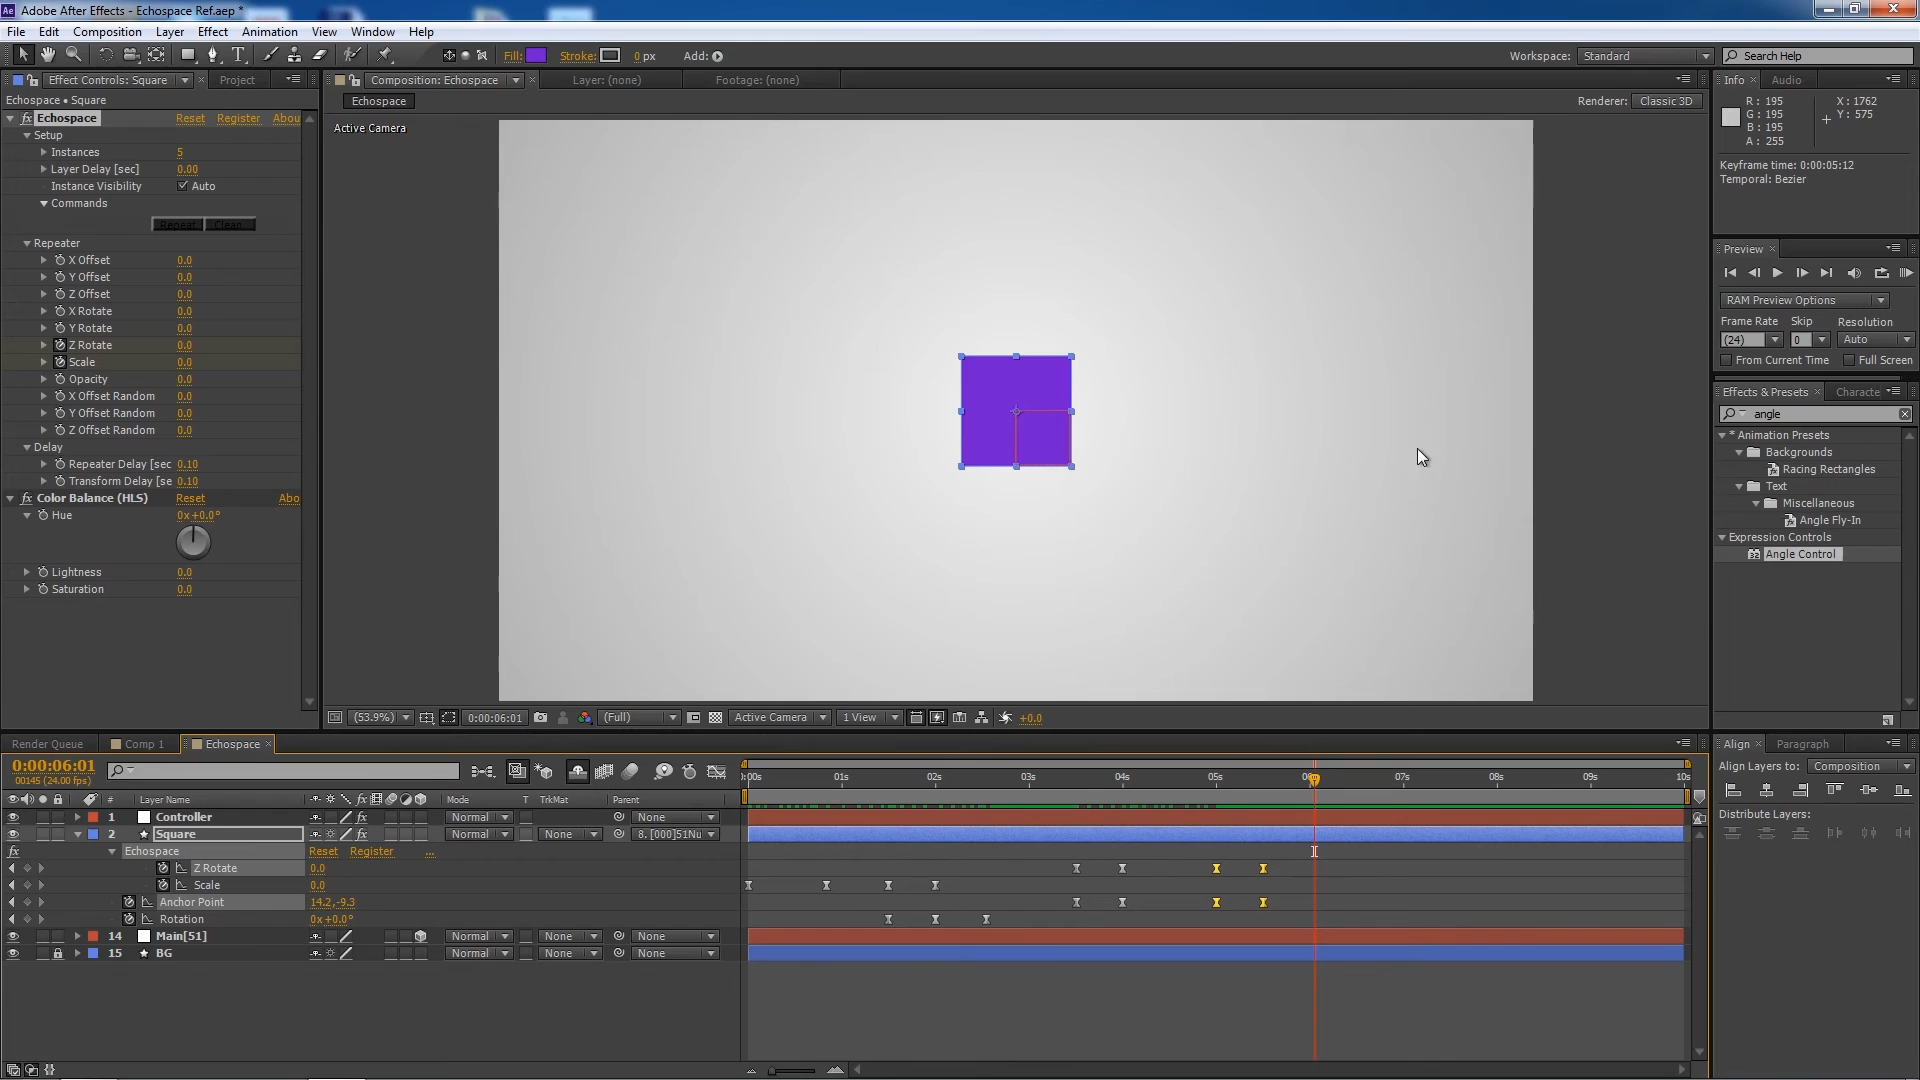 Adobe After Effects - Echospace Ref.aep *
File Edit Composition Layer Effect Animation View Window Help
Fill: Stroke: 0 px Add:
Workspace: Standard Search Help
Effect Controls: Square Project
Composition: Echospace Layer: (none) Footage: (none)
Info Audio
Echospace • Square
Echospace
Renderer: Classic 3D
R: 195 X: 1762
G: 195 Y: 575
B: 195
A: 255
Keyframe time: 0:00:05:12
Temporal: Bezier
Echospace Reset Register Abou
Active Camera
Setup
Instances 5
Layer Delay [sec] 0.00
Instance Visibility Auto
Commands
Repeat Clean
Repeater
X Offset 0.0
Y Offset 0.0
Z Offset 0.0
X Rotate 0.0
Y Rotate 0.0
Z Rotate 0.0
Scale 0.0
Opacity 0.0
X Offset Random 0.0
Y Offset Random 0.0
Z Offset Random 0.0
Delay
Repeater Delay [sec 0.10
Transform Delay [se 0.10
Color Balance (HLS) Reset Abo
Hue 0x+0.0°
Lightness 0.0
Saturation 0.0
Preview
RAM Preview Options
Frame Rate Skip Resolution
(24) 0 Auto
From Current Time Full Screen
Effects & Presets Characte
angle
* Animation Presets
Backgrounds
Racing Rectangles
Text
Miscellaneous
Angle Fly-In
Expression Controls
32 Angle Control
(53.9%) 0:00:06:01 (Full) Active Camera 1 View +0.0
Render Queue Comp 1 Echospace
Align Paragraph
0:00:06:01
00145 (24.00 fps)
0:00s 01s 02s 03s 04s 05s 06s 07s 08s 09s 10s
Align Layers to: Composition
Distribute Layers:
# Layer Name Mode T TrkMat Parent
1 Controller Normal None
2 Square Normal None 8. [000]51Nu
Echospace Reset Register ...
Z Rotate 0.0
Scale 0.0
Anchor Point 14.2,-9.3
Rotation 0x+0.0°
14 Main[51] Normal None None
15 BG Normal None None